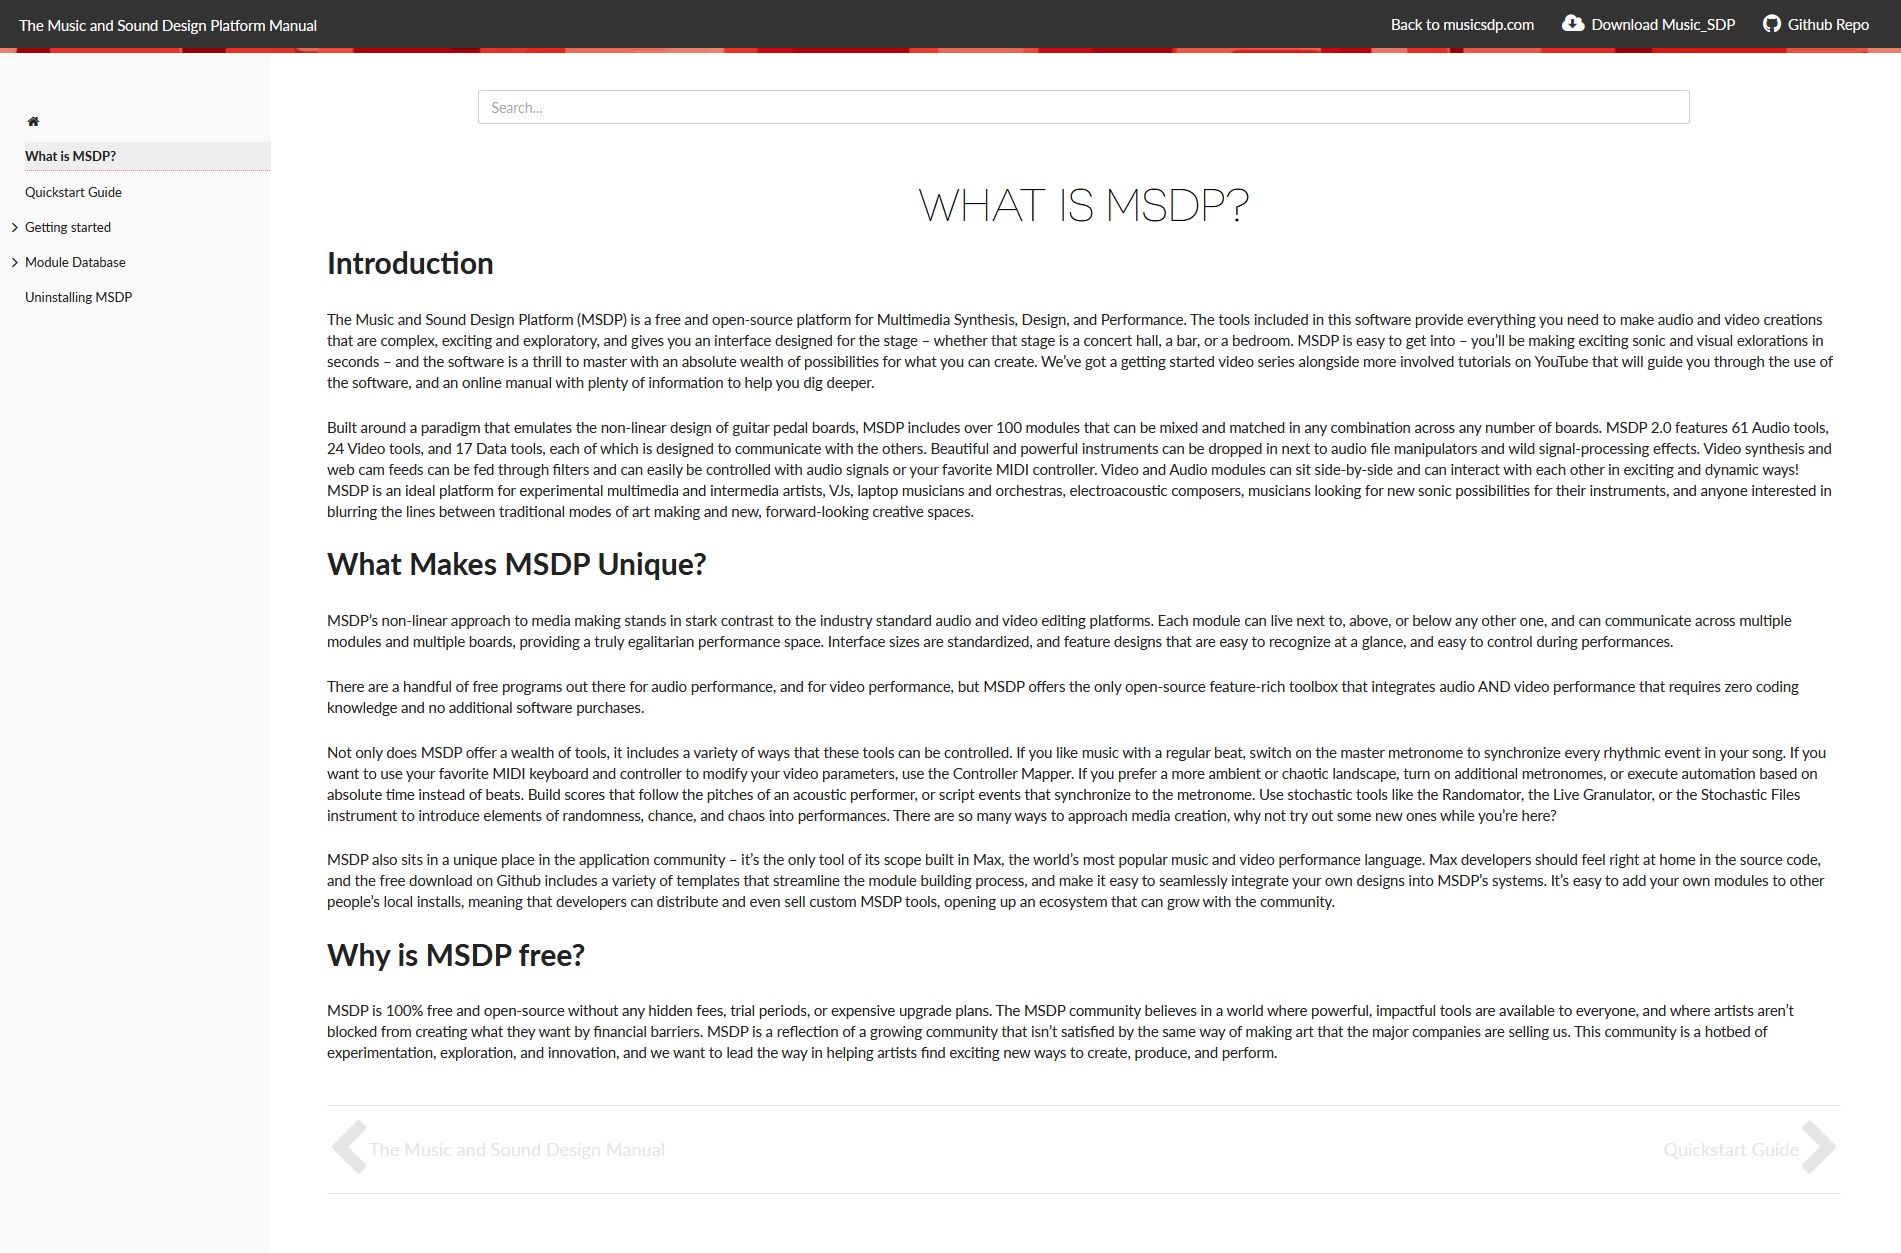 The Music and Sound Design Platform Manual
Back to musicsdp.com
Download Music_SDP
Github Repo
What is MSDP?
Quickstart Guide
Getting started
Module Database
Uninstalling MSDP
Search...
WHAT IS MSDP?
Introduction
The Music and Sound Design Platform (MSDP) is a free and open-source platform for Multimedia Synthesis, Design, and Performance. The tools included in this software provide everything you need to make audio and video creations
that are complex, exciting and exploratory, and gives you an interface designed for the stage – whether that stage is a concert hall, a bar, or a bedroom. MSDP is easy to get into – you’ll be making exciting sonic and visual exlorations in
seconds – and the software is a thrill to master with an absolute wealth of possibilities for what you can create. We’ve got a getting started video series alongside more involved tutorials on YouTube that will guide you through the use of
the software, and an online manual with plenty of information to help you dig deeper.
Built around a paradigm that emulates the non-linear design of guitar pedal boards, MSDP includes over 100 modules that can be mixed and matched in any combination across any number of boards. MSDP 2.0 features 61 Audio tools,
24 Video tools, and 17 Data tools, each of which is designed to communicate with the others. Beautiful and powerful instruments can be dropped in next to audio file manipulators and wild signal-processing effects. Video synthesis and
web cam feeds can be fed through filters and can easily be controlled with audio signals or your favorite MIDI controller. Video and Audio modules can sit side-by-side and can interact with each other in exciting and dynamic ways!
MSDP is an ideal platform for experimental multimedia and intermedia artists, VJs, laptop musicians and orchestras, electroacoustic composers, musicians looking for new sonic possibilities for their instruments, and anyone interested in
blurring the lines between traditional modes of art making and new, forward-looking creative spaces.
What Makes MSDP Unique?
MSDP’s non-linear approach to media making stands in stark contrast to the industry standard audio and video editing platforms. Each module can live next to, above, or below any other one, and can communicate across multiple
modules and multiple boards, providing a truly egalitarian performance space. Interface sizes are standardized, and feature designs that are easy to recognize at a glance, and easy to control during performances.
There are a handful of free programs out there for audio performance, and for video performance, but MSDP offers the only open-source feature-rich toolbox that integrates audio AND video performance that requires zero coding
knowledge and no additional software purchases.
Not only does MSDP offer a wealth of tools, it includes a variety of ways that these tools can be controlled. If you like music with a regular beat, switch on the master metronome to synchronize every rhythmic event in your song. If you
want to use your favorite MIDI keyboard and controller to modify your video parameters, use the Controller Mapper. If you prefer a more ambient or chaotic landscape, turn on additional metronomes, or execute automation based on
absolute time instead of beats. Build scores that follow the pitches of an acoustic performer, or script events that synchronize to the metronome. Use stochastic tools like the Randomator, the Live Granulator, or the Stochastic Files
instrument to introduce elements of randomness, chance, and chaos into performances. There are so many ways to approach media creation, why not try out some new ones while you’re here?
MSDP also sits in a unique place in the application community – it’s the only tool of its scope built in Max, the world’s most popular music and video performance language. Max developers should feel right at home in the source code,
and the free download on Github includes a variety of templates that streamline the module building process, and make it easy to seamlessly integrate your own designs into MSDP’s systems. It’s easy to add your own modules to other
people’s local installs, meaning that developers can distribute and even sell custom MSDP tools, opening up an ecosystem that can grow with the community.
Why is MSDP free?
MSDP is 100% free and open-source without any hidden fees, trial periods, or expensive upgrade plans. The MSDP community believes in a world where powerful, impactful tools are available to everyone, and where artists aren’t
blocked from creating what they want by financial barriers. MSDP is a reflection of a growing community that isn’t satisfied by the same way of making art that the major companies are selling us. This community is a hotbed of
experimentation, exploration, and innovation, and we want to lead the way in helping artists find exciting new ways to create, produce, and perform.
The Music and Sound Design Manual
Quickstart Guide